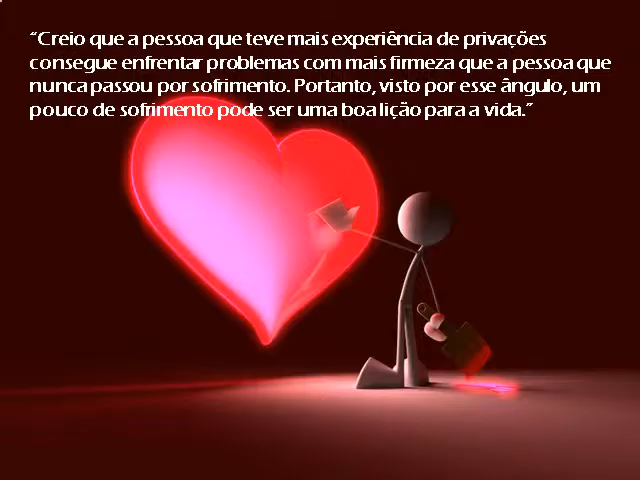 “Creio que a pessoa que teve mais experiência de privações
consegue enfrentar problemas com mais firmeza que a pessoa que
nunca passou por sofrimento. Portanto, visto por esse ângulo, um
pouco de sofrimento pode ser uma boa lição para a vida.”